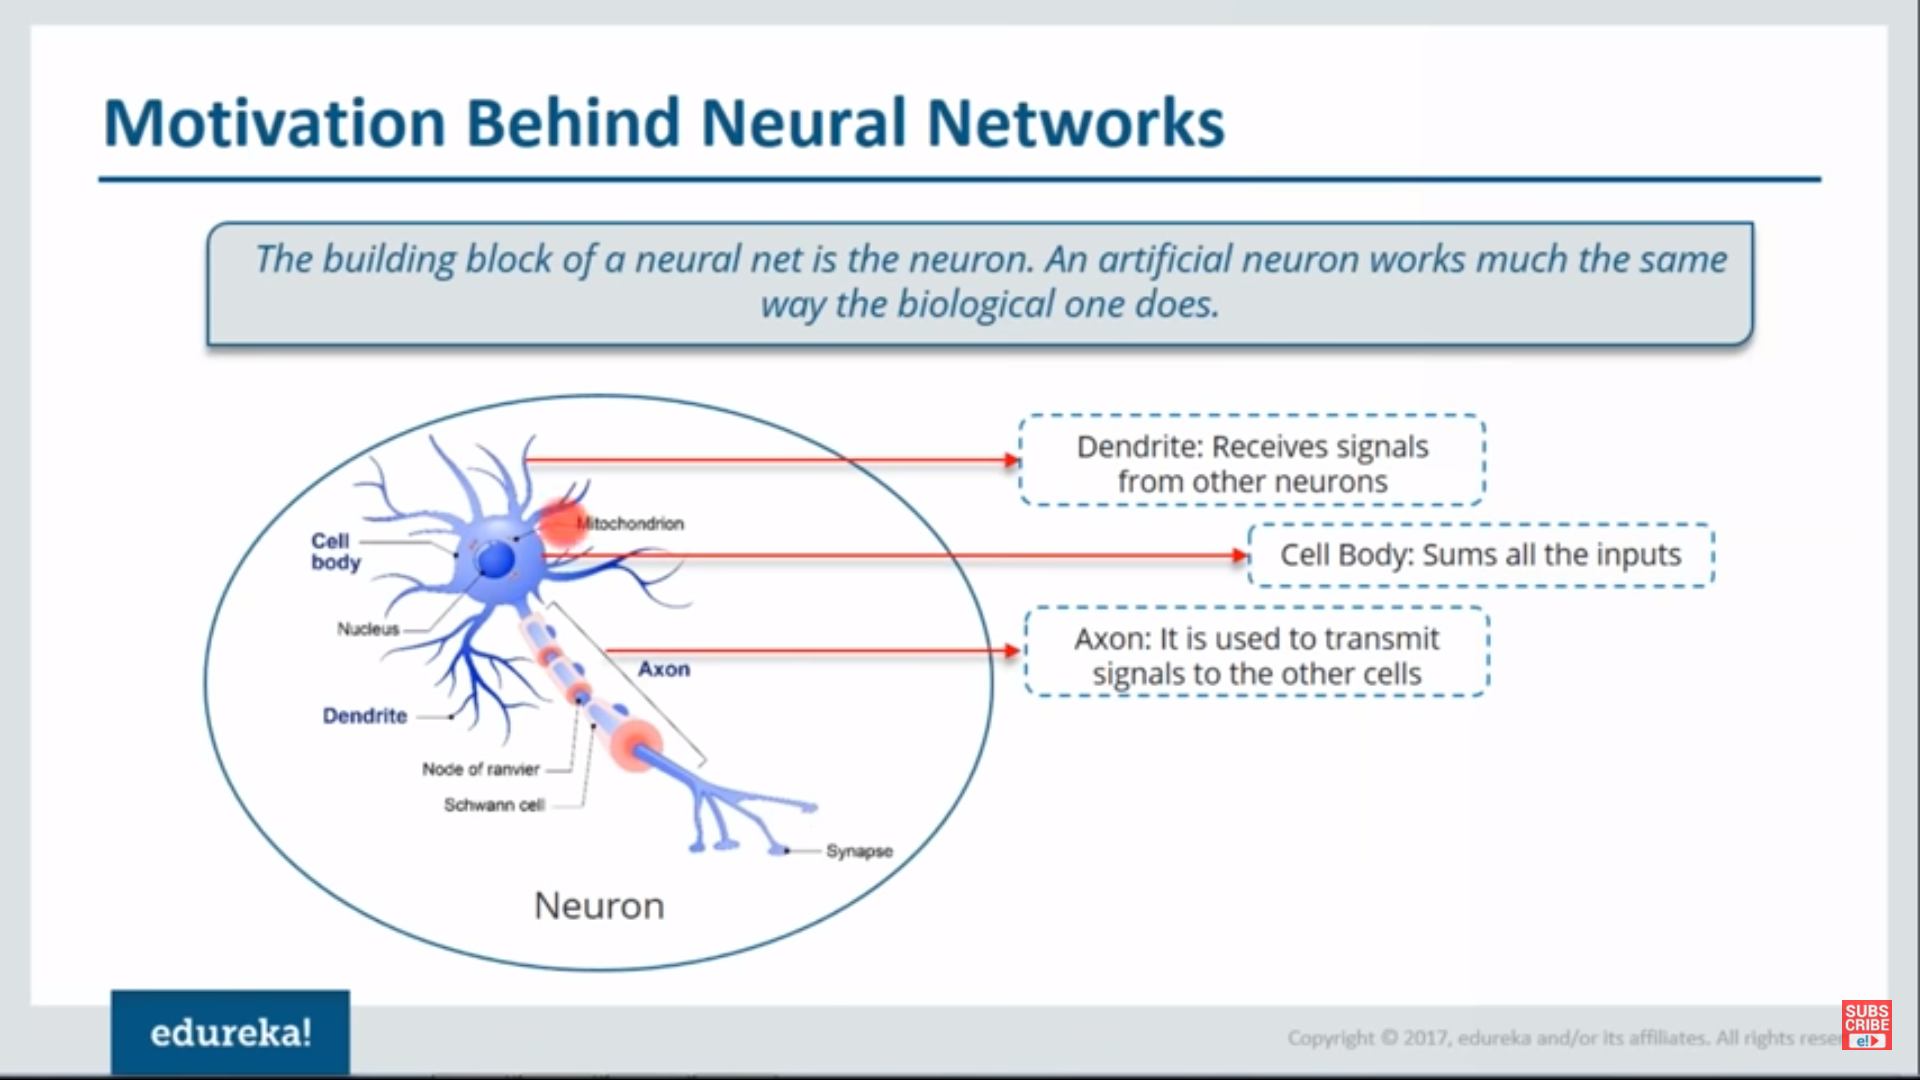 Motivation Behind Neural Networks
The building block of a neural net is the neuron. An artificial neuron works much the same
way the biological one does.
Dendrite: Receives signals
from other neurons
Mitochondrion
Cell
body
Cell Body: Sums all the inputs
Nucleus
Axon: It is used to transmit
signals to the other cells
Axon
Dendrite
Node of ranvier
Schwann cell
Synapse
Neuron
edureka!
Copyright © 2017, edureka and/or its affiliates. All rights
SUBS
CRIBE
e!